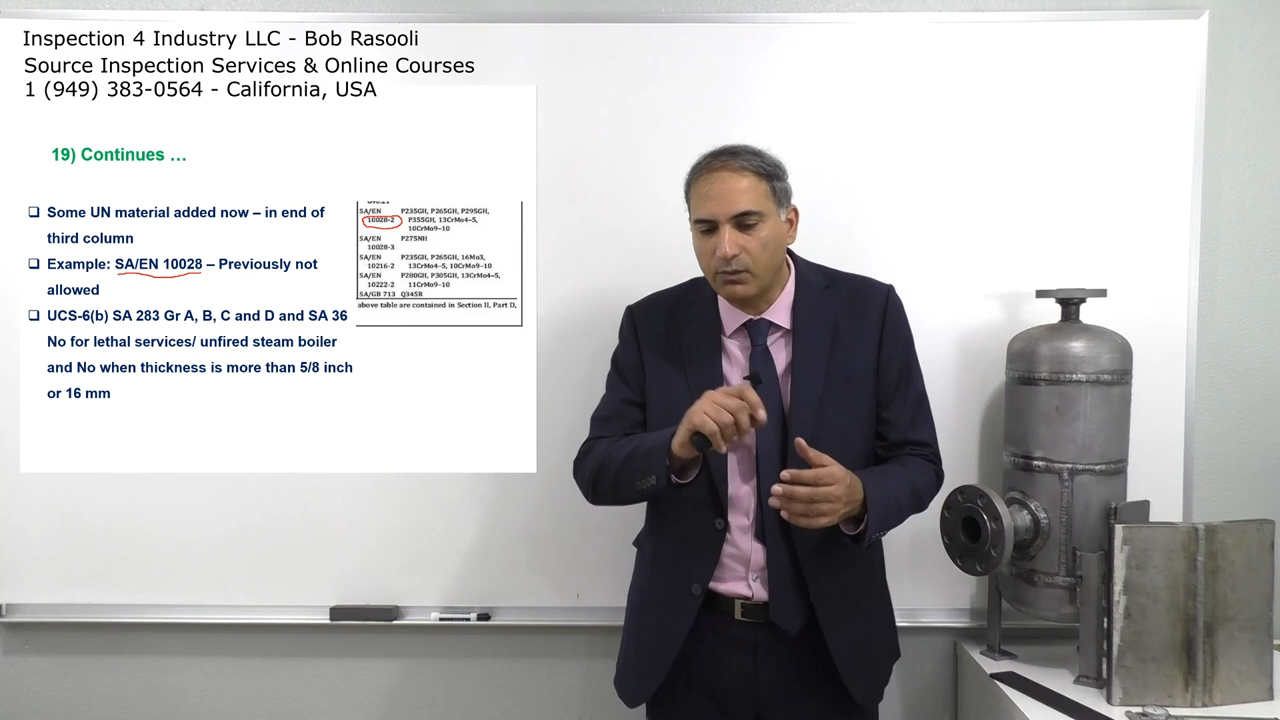 Inspection 4 Industry LLC - Bob Rasooli
Source Inspection Services & Online Courses
1 (949) 383-0564 - California, USA
19) Continues …
❑ Some UN material added now – in end of
third column
❑ Example: SA/EN 10028 – Previously not
allowed
❑ UCS-6(b) SA 283 Gr A, B, C and D and SA 36
No for lethal services/ unfired steam boiler
and No when thickness is more than 5/8 inch
or 16 mm
SA/EN P235GH, P265GH, P295GH,
10028-2 P355GH, 13CrMo4–5,
10CrMo9–10
SA/EN P275NH
10028-3
SA/EN P235GH, P265GH, 16Mo3,
10216-2 13CrMo4–5, 10CrMo9–10
SA/EN P280GH, P305GH, 13CrMo4–5,
10222-2 11CrMo9–10
SA/GB 713 Q345R
above table are contained in Section II, Part D,